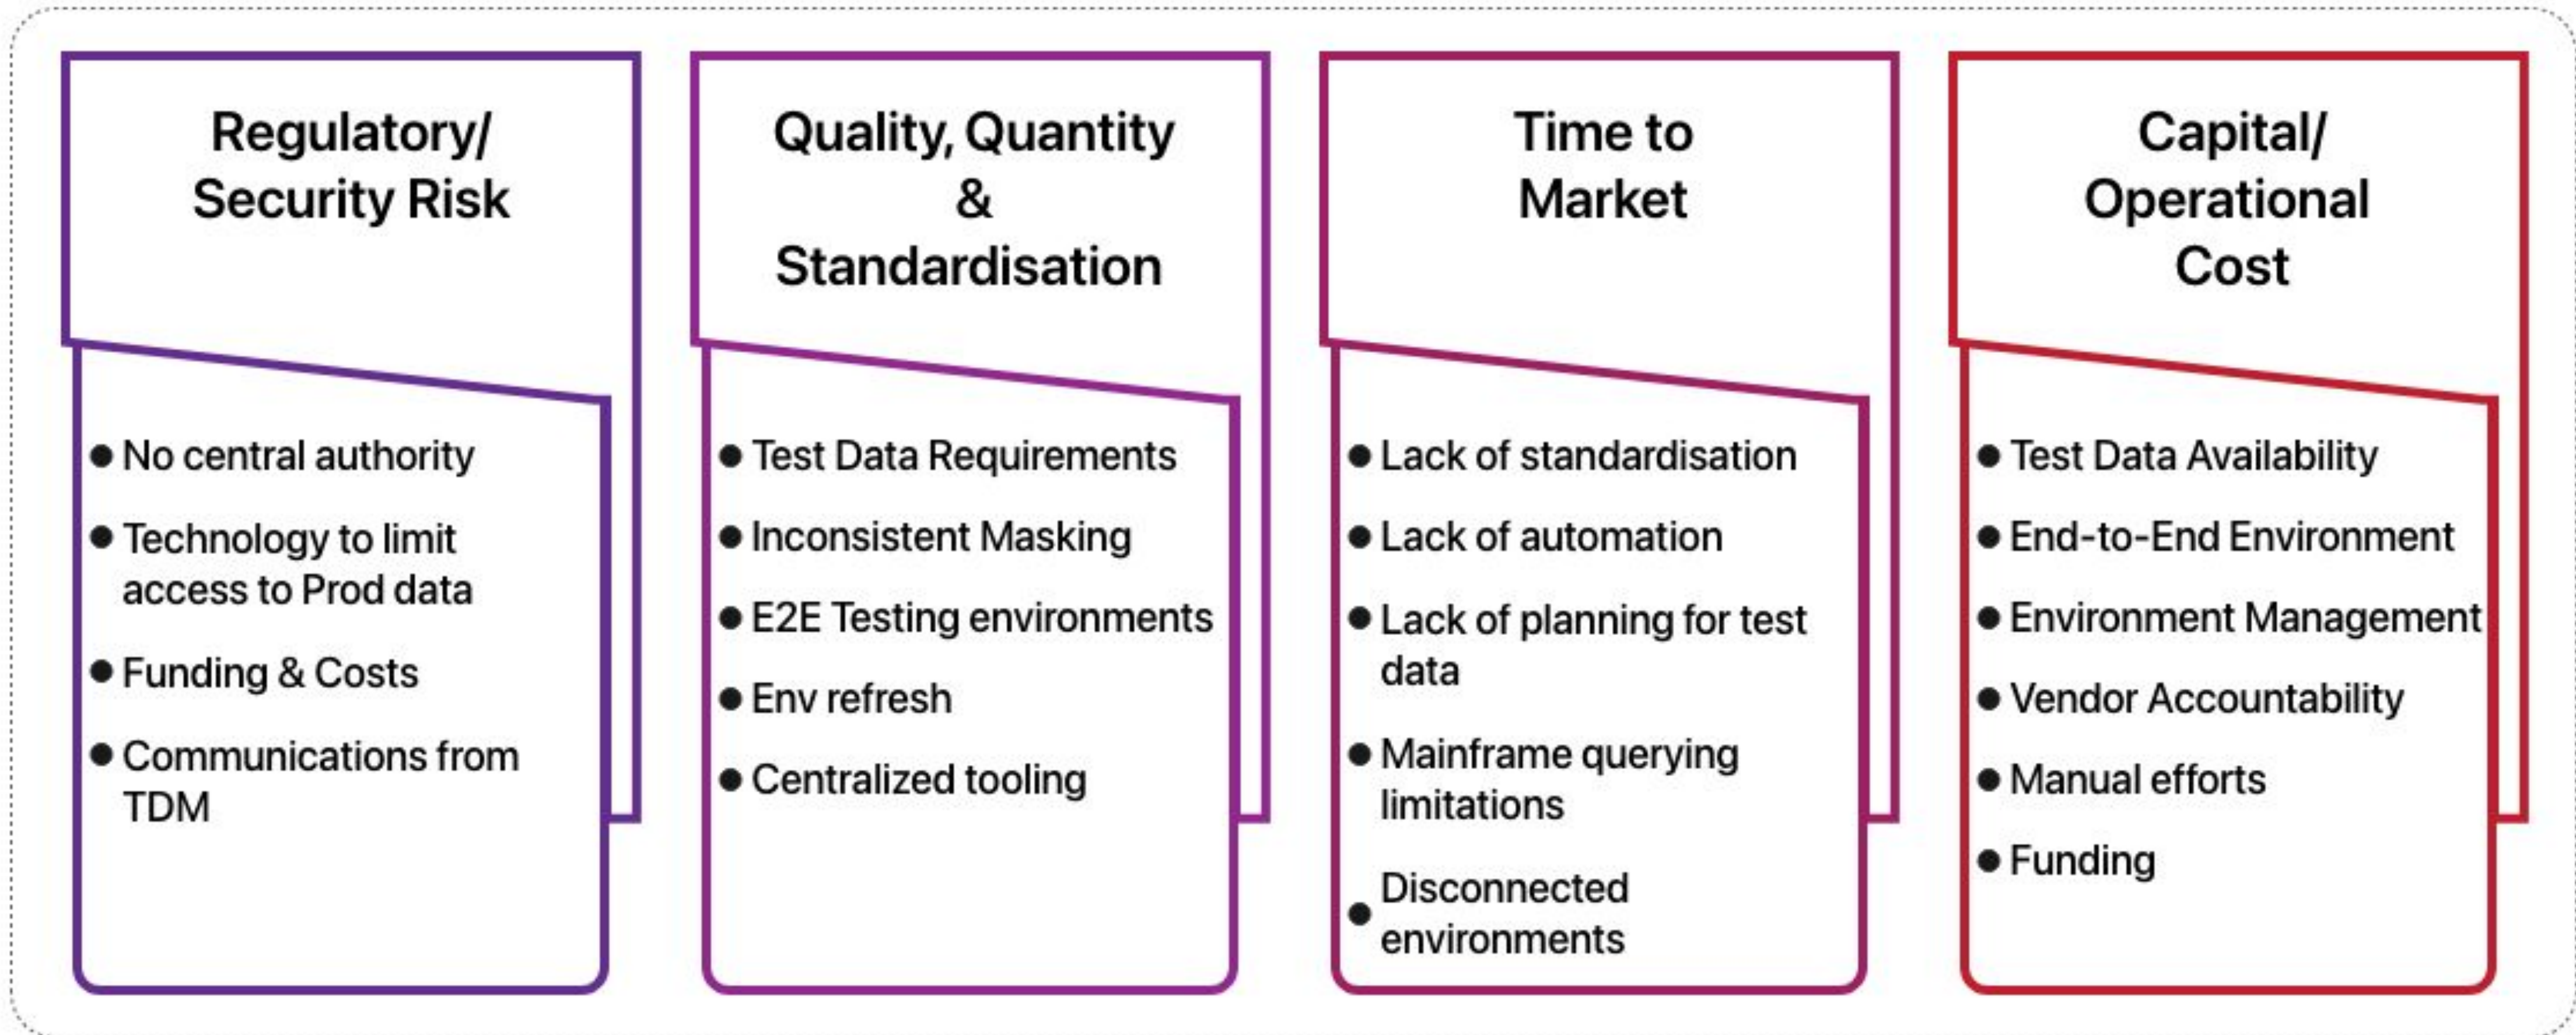 Regulatory/
Security Risk
No central authority
Technology to limit
access to Prod data
Funding & Costs
Communications from
TDM
Quality, Quantity
&
Standardisation
Test Data Requirements
Inconsistent Masking
E2E Testing environments
Env refresh
Centralized tooling
Time to
Market
Lack of standardisation
Lack of automation
Lack of planning for test
data
Mainframe querying
limitations
Disconnected
environments
Capital/
Operational
Cost
Test Data Availability
End-to-End Environment
Environment Management
Vendor Accountability
Manual efforts
Funding